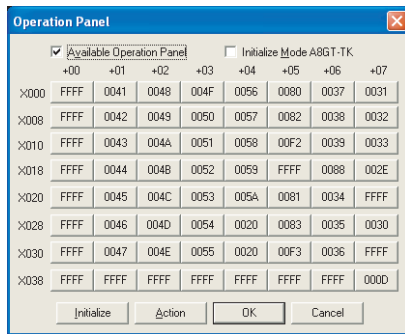 Operation Panel
Available Operation Panel Initialize Mode A8GT-TK
+00 +01 +02 +03 +04 +05 +06 +07
X000 FFFF 0041 0048 004F 0056 0080 0037 0031
X008 FFFF 0042 0049 0050 0057 0082 0038 0032
X010 FFFF 0043 004A 0051 0058 00F2 0039 0033
X018 FFFF 0044 004B 0052 0059 FFFF 0088 002E
X020 FFFF 0045 004C 0053 005A 0081 0034 FFFF
X028 FFFF 0046 004D 0054 0020 0083 0035 0030
X030 FFFF 0047 004E 0055 0020 00F3 0036 FFFF
X038 FFFF FFFF FFFF FFFF FFFF FFFF FFFF 000D
Initialize Action OK Cancel